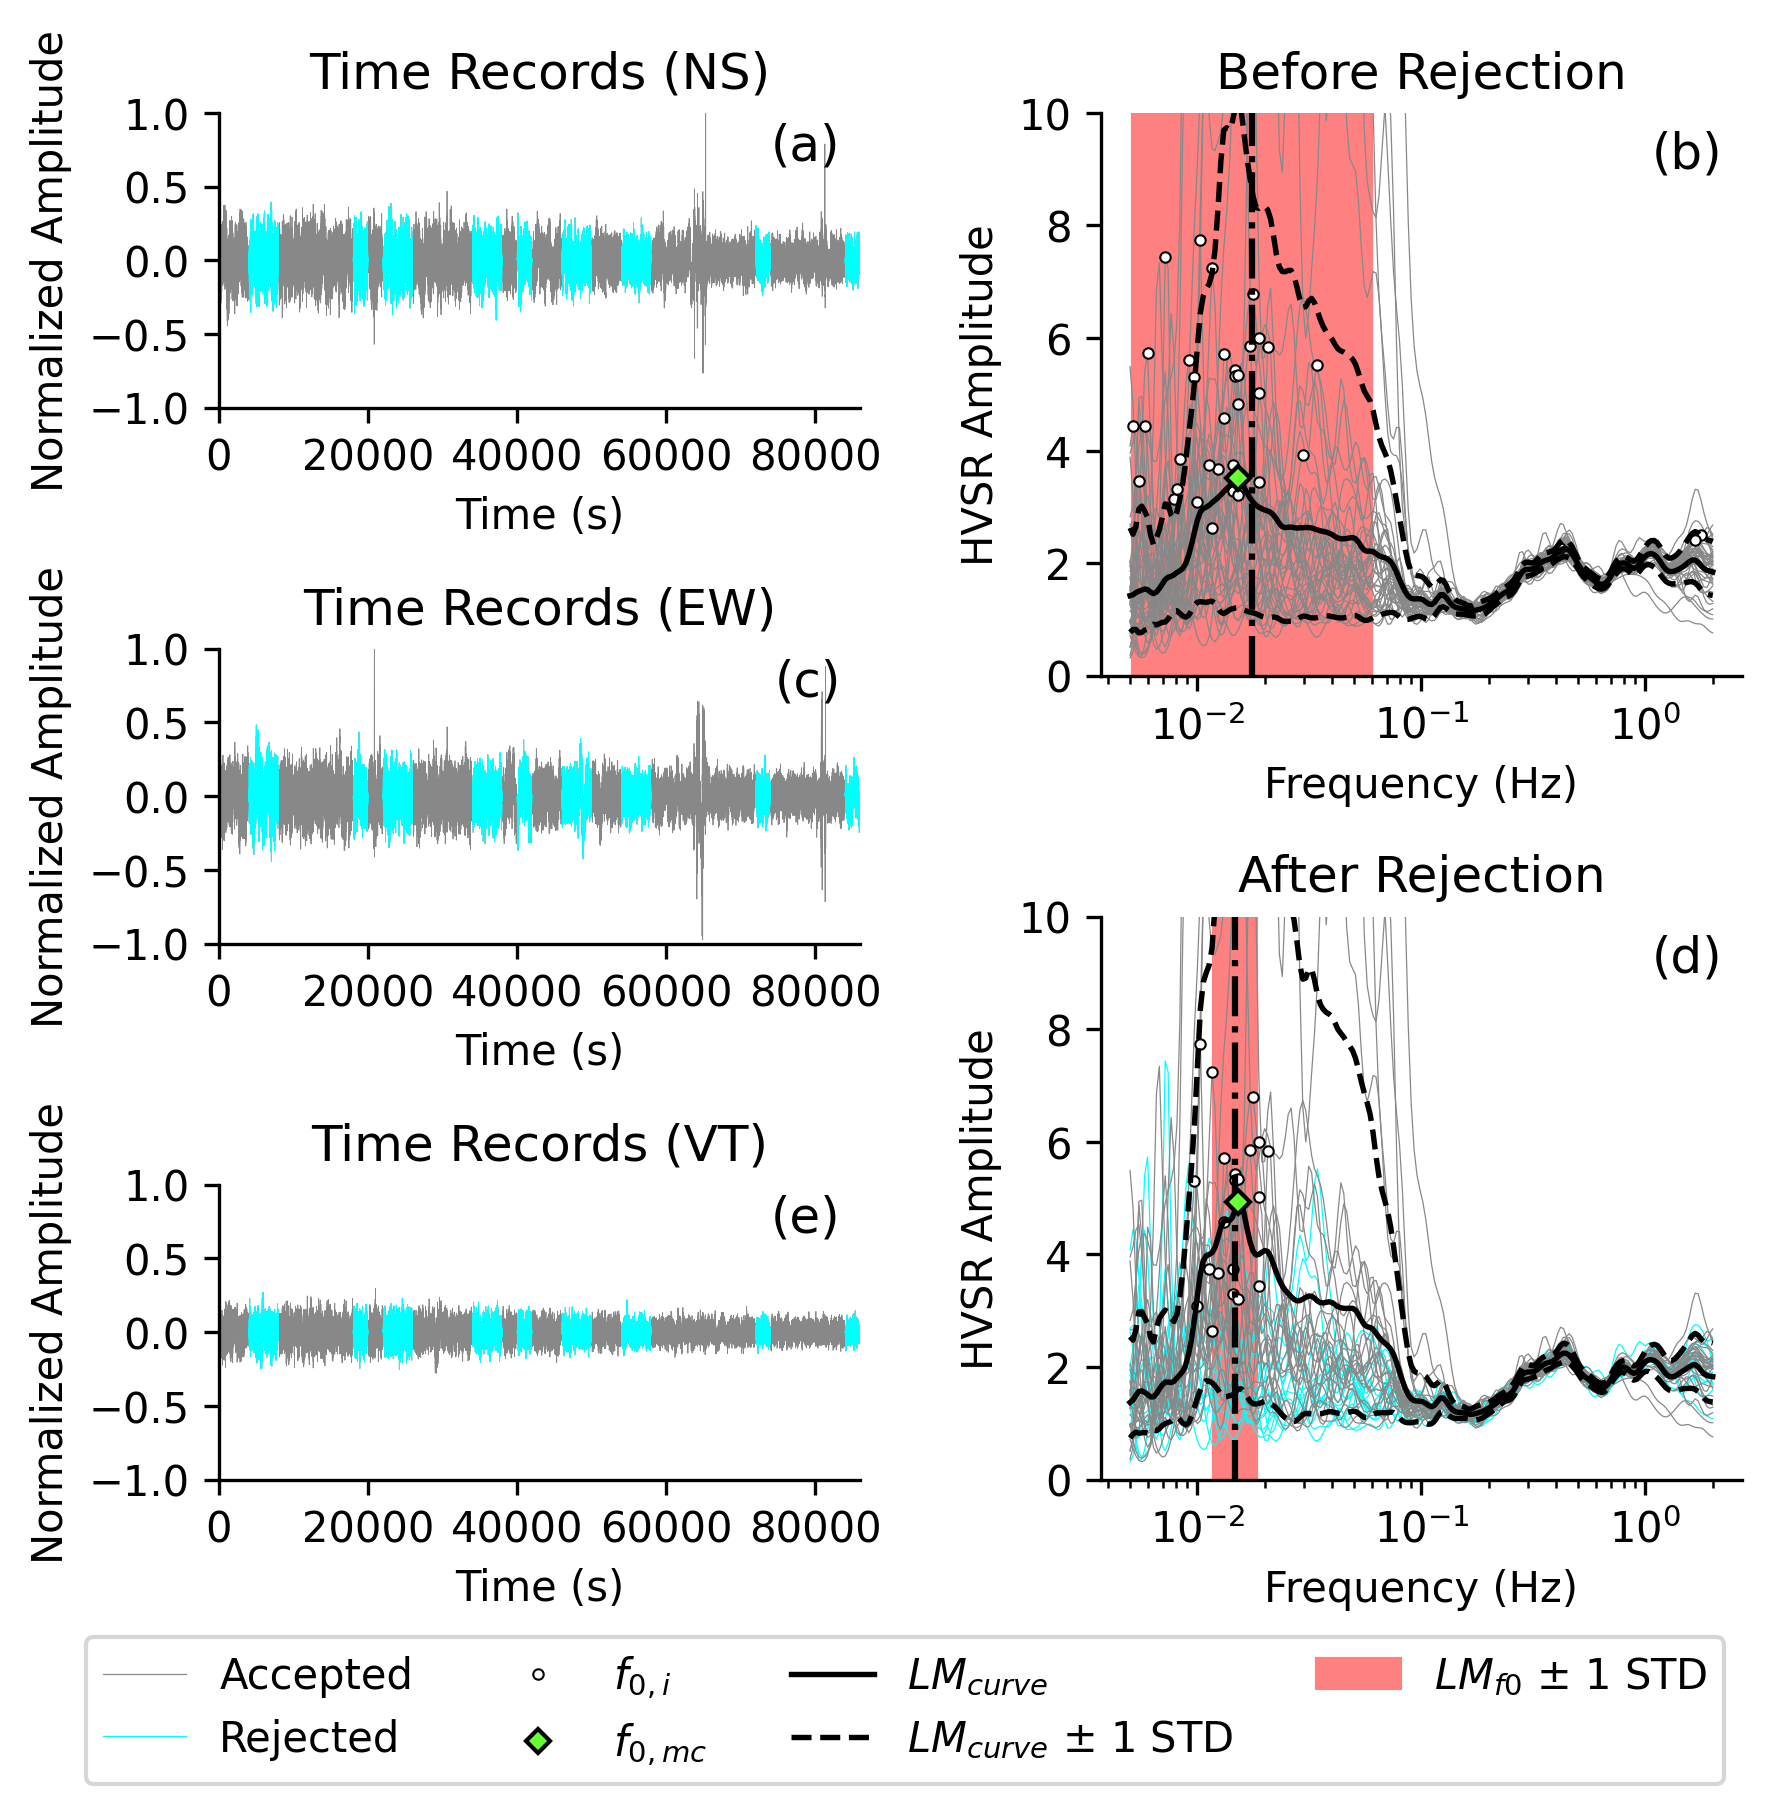 Time Records (NS)
Normalized Amplitude
1.0
0.5
0.0
−0.5
−1.0
(a)
0 20000 40000 60000 80000
Time (s)
Before Rejection
HVSR Amplitude
10
8
6
4
2
0
(b)
10⁻² 10⁻¹ 10⁰
Frequency (Hz)
Time Records (EW)
Normalized Amplitude
1.0
0.5
0.0
−0.5
−1.0
(c)
0 20000 40000 60000 80000
Time (s)
After Rejection
HVSR Amplitude
10
8
6
4
2
0
(d)
10⁻² 10⁻¹ 10⁰
Frequency (Hz)
Time Records (VT)
Normalized Amplitude
1.0
0.5
0.0
−0.5
−1.0
(e)
0 20000 40000 60000 80000
Time (s)
Accepted
Rejected
f0,i
f0,mc
LMcurve
LMcurve ± 1 STD
LMf0 ± 1 STD